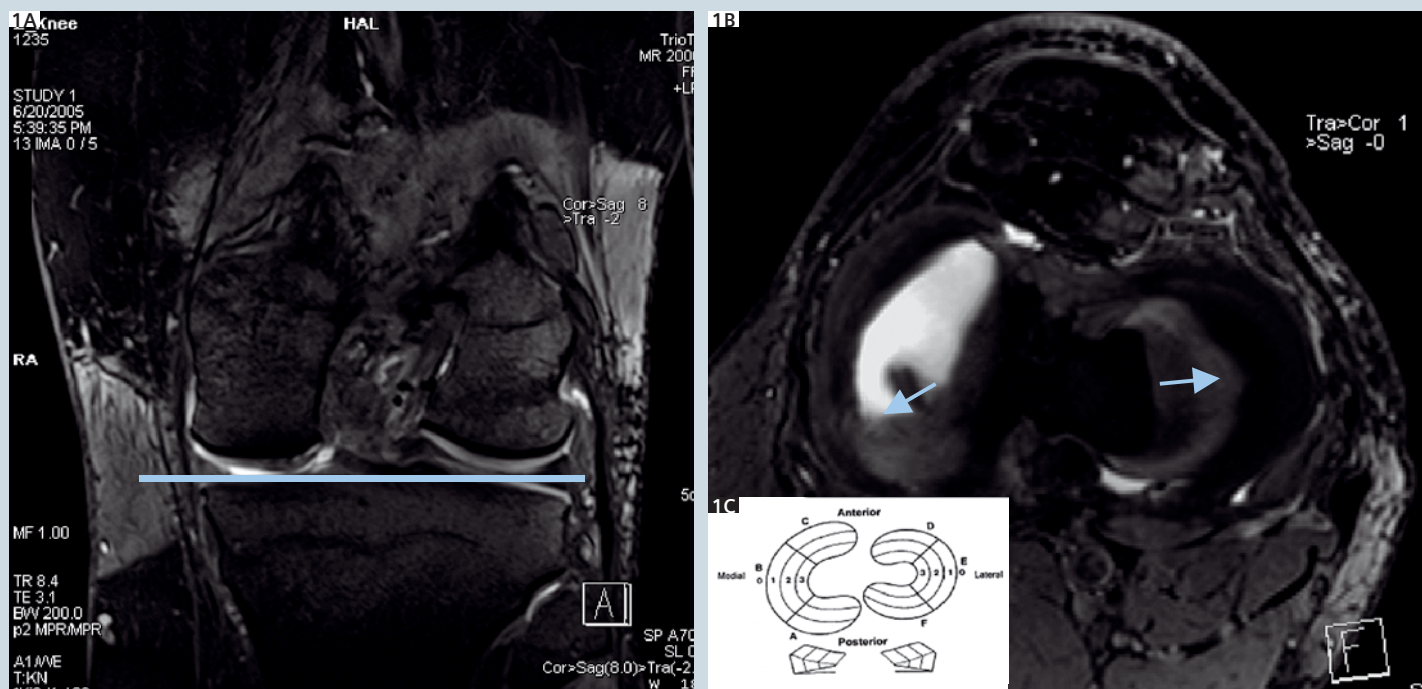 1A
Knee
1235
HAL
TrioT
MR 200
+L
STUDY 1
6/20/2005
5:39:35 PM
13 IMA 0 / 5
Cor>Sag 8
>Tra -2
RA
MF 1.00
TR 8.4
TE 3.1
BW 200.0
p2 MPR/MPR
T:KN
A
SP A70
SL 0
Cor>Sag(8.0)>Tra(-2.
W
1B
Tra>Cor 1
>Sag -0
F
1C
Anterior
C
D
B
E
Medial
0 1 2 3
3 2 1 0
Lateral
A
F
Posterior